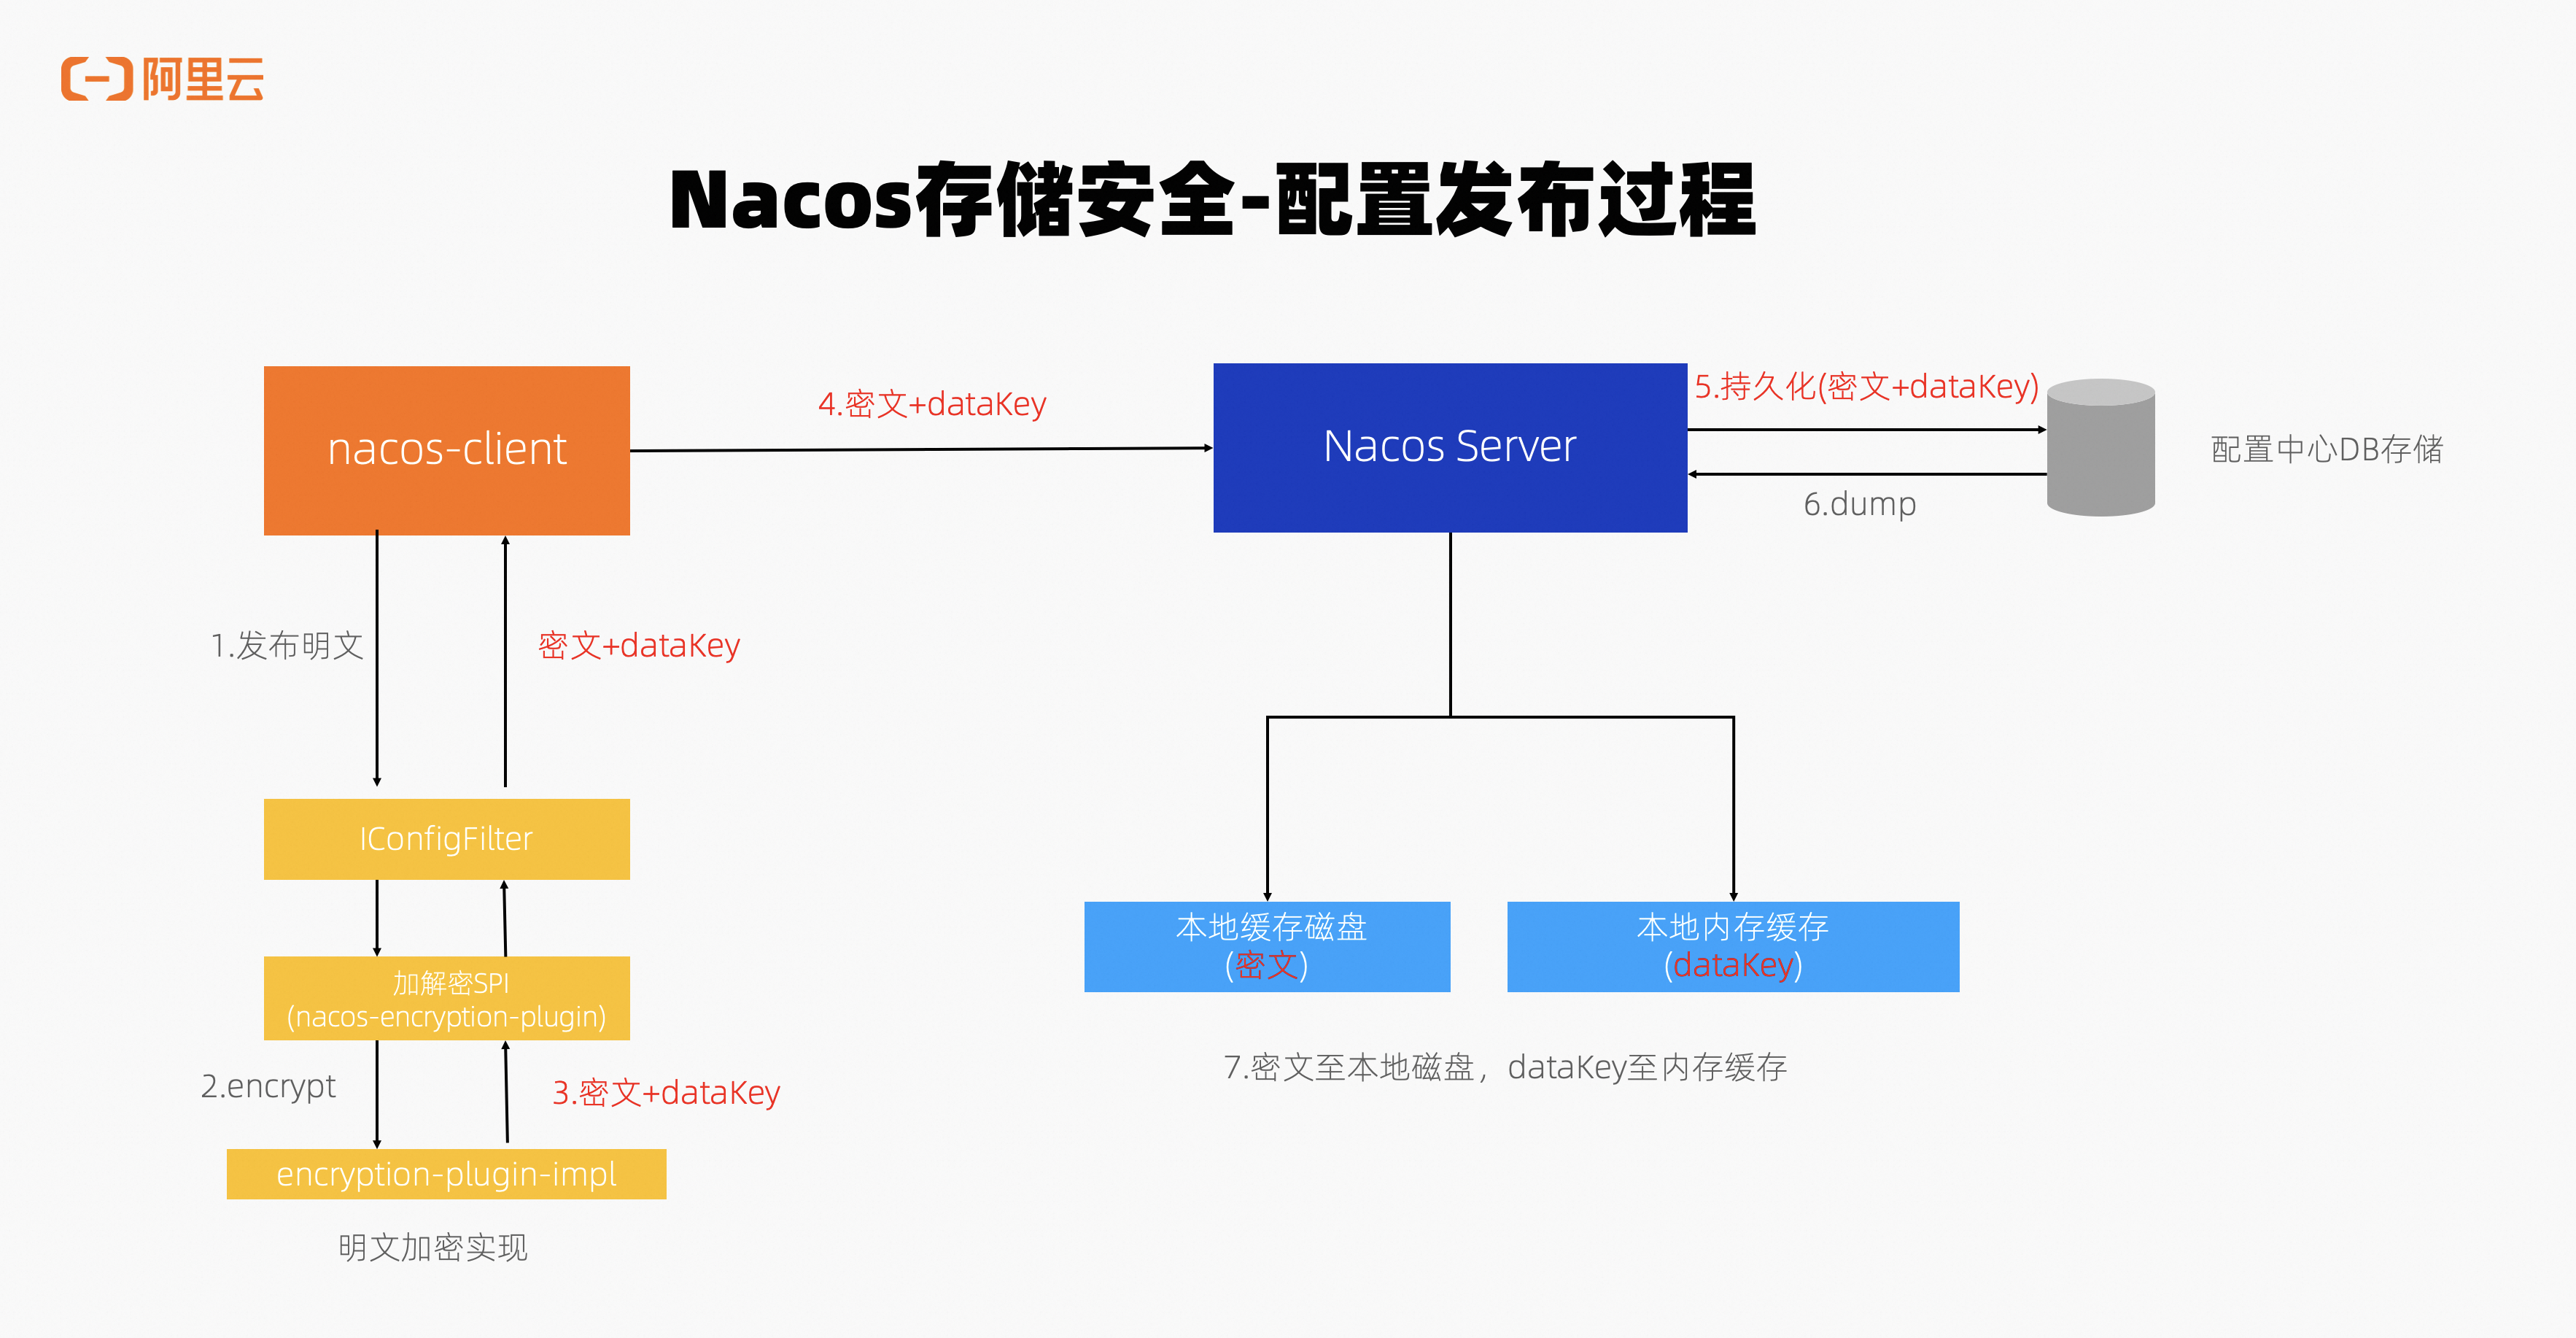 阿里云
Nacos存储安全-配置发布过程
nacos-client
4.密文+dataKey
Nacos Server
5.持久化(密文+dataKey)
6.dump
配置中心DB存储
1.发布明文
密文+dataKey
IConfigFilter
加解密SPI
(nacos-encryption-plugin)
2.encrypt
3.密文+dataKey
encryption-plugin-impl
明文加密实现
本地缓存磁盘
(密文)
本地内存缓存
(dataKey)
7.密文至本地磁盘，dataKey至内存缓存